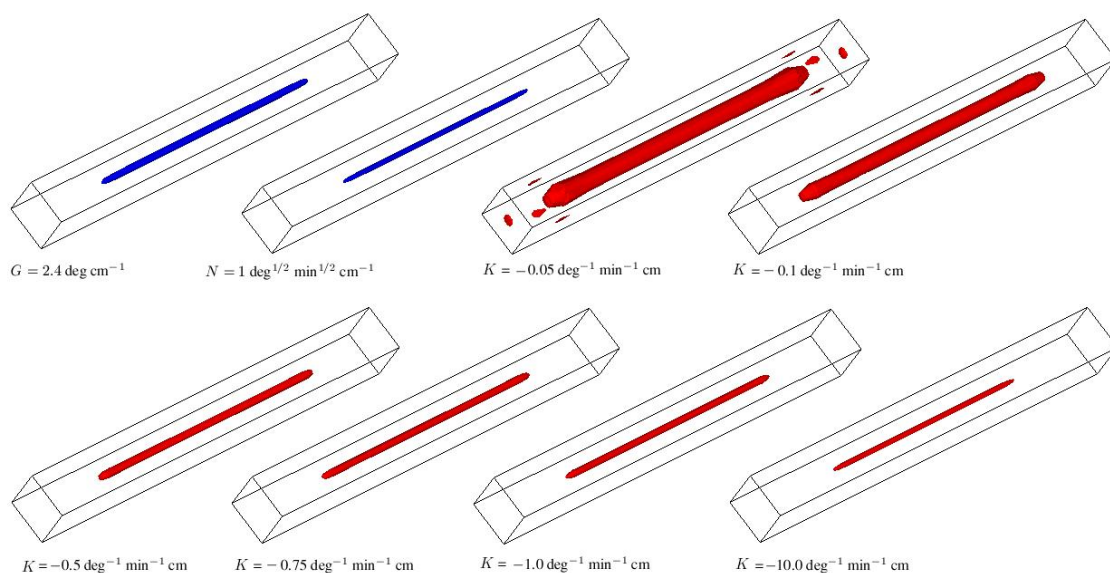 G = 2.4 deg cm⁻¹
N = 1 deg^{1/2} min^{1/2} cm⁻¹
K = −0.05 deg⁻¹ min⁻¹ cm
K = − 0.1 deg⁻¹ min⁻¹ cm
K = −0.5 deg⁻¹ min⁻¹ cm
K = − 0.75 deg⁻¹ min⁻¹ cm
K = −1.0 deg⁻¹ min⁻¹ cm
K = −10.0 deg⁻¹ min⁻¹ cm